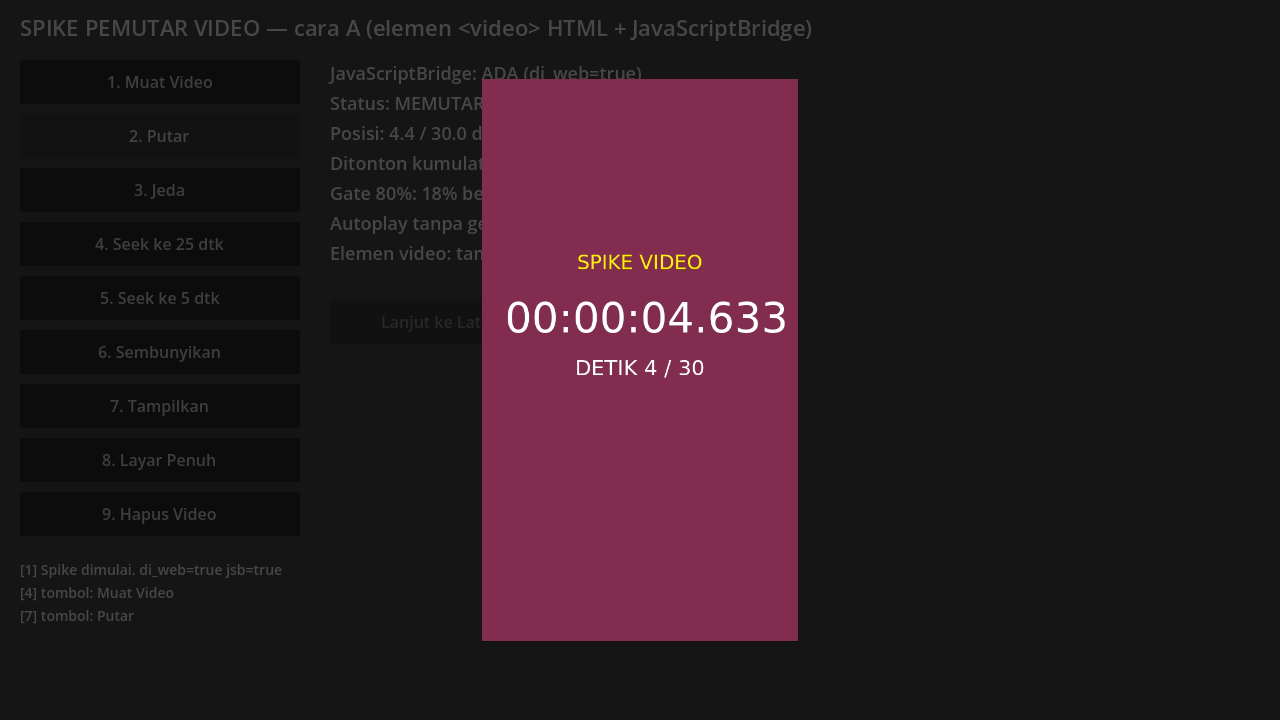 SPIKE PEMUTAR VIDEO — cara A (elemen <video> HTML + JavaScriptBridge)
1. Muat Video
2. Putar
3. Jeda
4. Seek ke 25 dtk
5. Seek ke 5 dtk
6. Sembunyikan
7. Tampilkan
8. Layar Penuh
9. Hapus Video
JavaScriptBridge: ADA (di_web=true)
Status: MEMUTAR
Posisi: 4.4 / 30.0 d
Ditonton kumulat
Gate 80%: 18% be
Autoplay tanpa ge
Elemen video: tam
Lanjut ke Lat
SPIKE VIDEO
00:00:04.633
DETIK 4 / 30
[1] Spike dimulai. di_web=true jsb=true
[4] tombol: Muat Video
[7] tombol: Putar